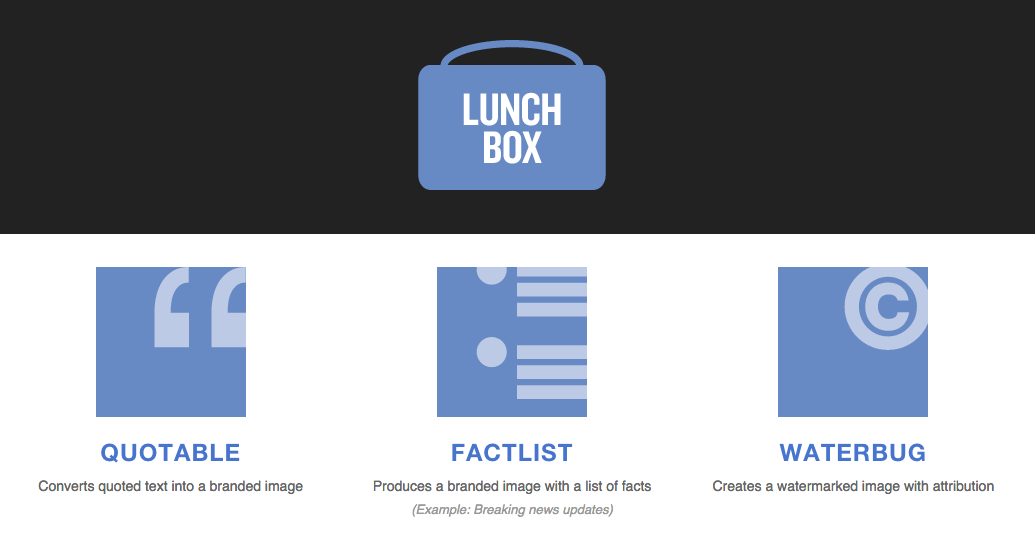 LUNCH
BOX
©
QUOTABLE
FACTLIST
WATERBUG
Converts quoted text into a branded image
Produces a branded image with a list of facts
Creates a watermarked image with attribution
(Example: Breaking news updates)